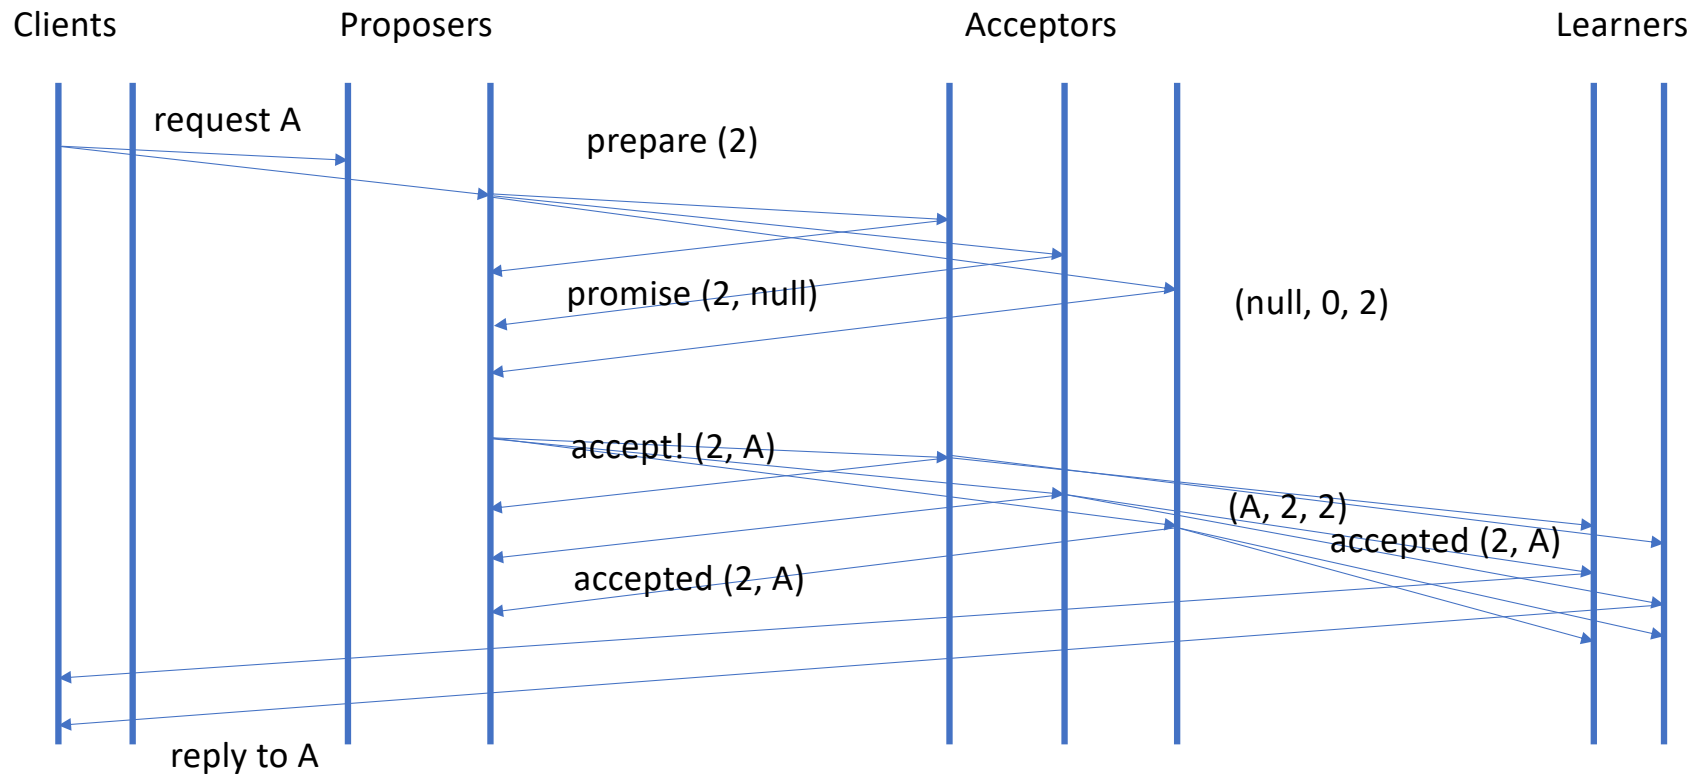 Clients
Proposers
Acceptors
Learners
request A
prepare (2)
promise (2, null)
(null, 0, 2)
accept! (2, A)
(A, 2, 2)
accepted (2, A)
accepted (2, A)
reply to A